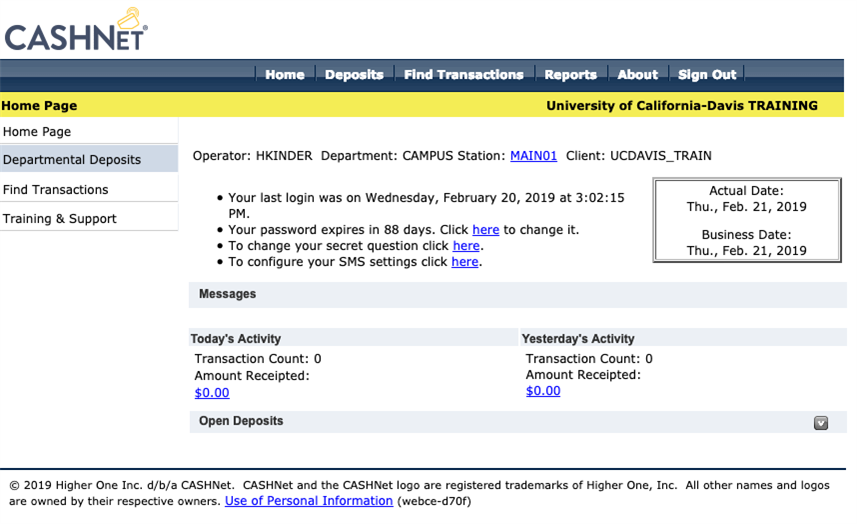 CASHNET®
Home Deposits Find Transactions Reports About Sign Out
Home Page University of California-Davis TRAINING
Home Page
Departmental Deposits
Find Transactions
Training & Support
Operator: HKINDER Department: CAMPUS Station: MAIN01 Client: UCDAVIS_TRAIN
• Your last login was on Wednesday, February 20, 2019 at 3:02:15
PM.
• Your password expires in 88 days. Click here to change it.
• To change your secret question click here.
• To configure your SMS settings click here.
Actual Date:
Thu., Feb. 21, 2019
Business Date:
Thu., Feb. 21, 2019
Messages
Today's Activity
Transaction Count: 0
Amount Receipted:
$0.00
Yesterday's Activity
Transaction Count: 0
Amount Receipted:
$0.00
Open Deposits
© 2019 Higher One Inc. d/b/a CASHNet. CASHNet and the CASHNet logo are registered trademarks of Higher One, Inc. All other names and logos
are owned by their respective owners. Use of Personal Information (webce-d70f)